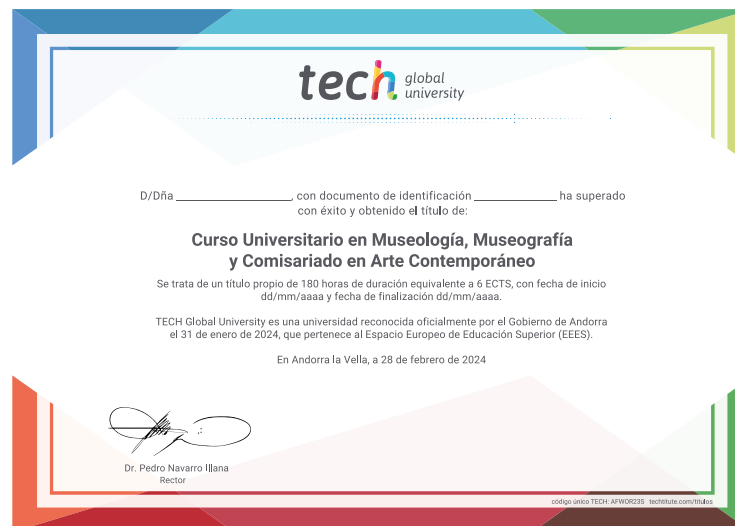 tech global university
D/Dña ____________, con documento de identificación ____________ ha superado
con éxito y obtenido el título de:
Curso Universitario en Museología, Museografía
y Comisariado en Arte Contemporáneo
Se trata de un título propio de 180 horas de duración equivalente a 6 ECTS, con fecha de inicio
dd/mm/aaaa y fecha de finalización dd/mm/aaaa.
TECH Global University es una universidad reconocida oficialmente por el Gobierno de Andorra
el 31 de enero de 2024, que pertenece al Espacio Europeo de Educación Superior (EEES).
En Andorra la Vella, a 28 de febrero de 2024
Dr. Pedro Navarro Illana
Rector
código único TECH: AFWOR23S techtitute.com/titulos